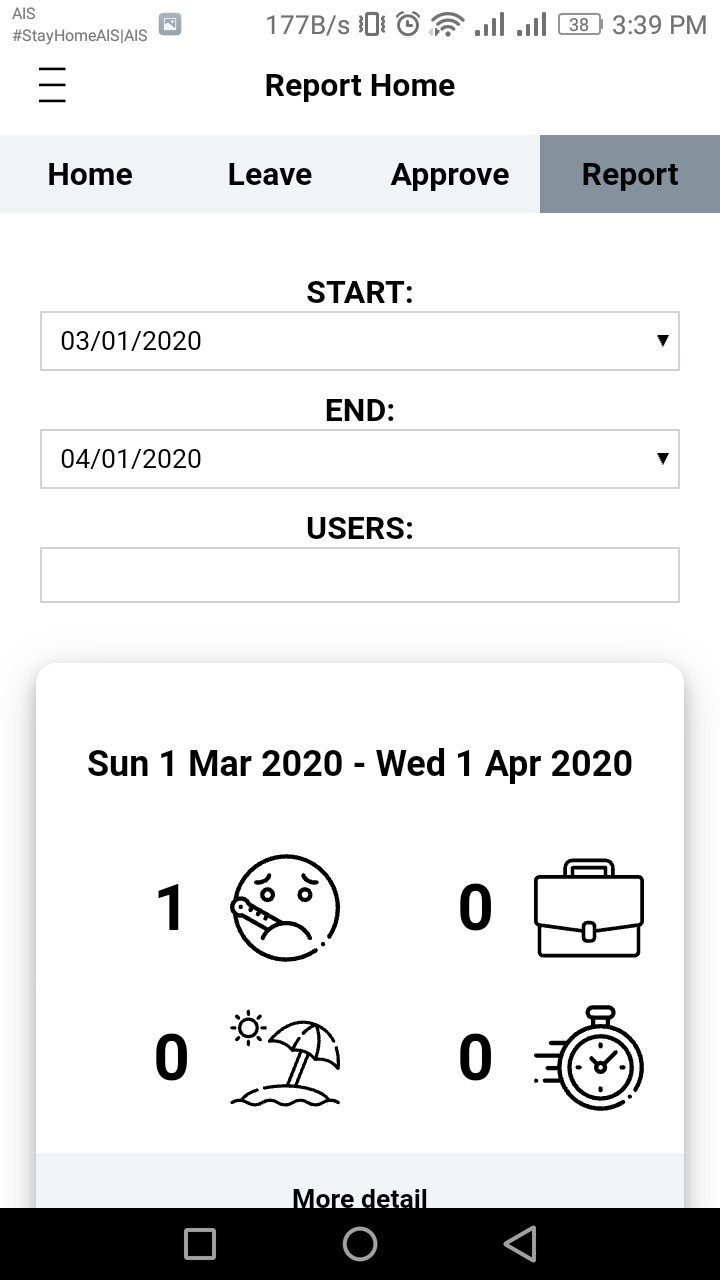 AIS
#StayHomeAIS|AIS
177B/s 38 3:39 PM
Report Home
Home Leave Approve Report
START:
03/01/2020
END:
04/01/2020
USERS:
Sun 1 Mar 2020 - Wed 1 Apr 2020
1 0
0 0
More detail